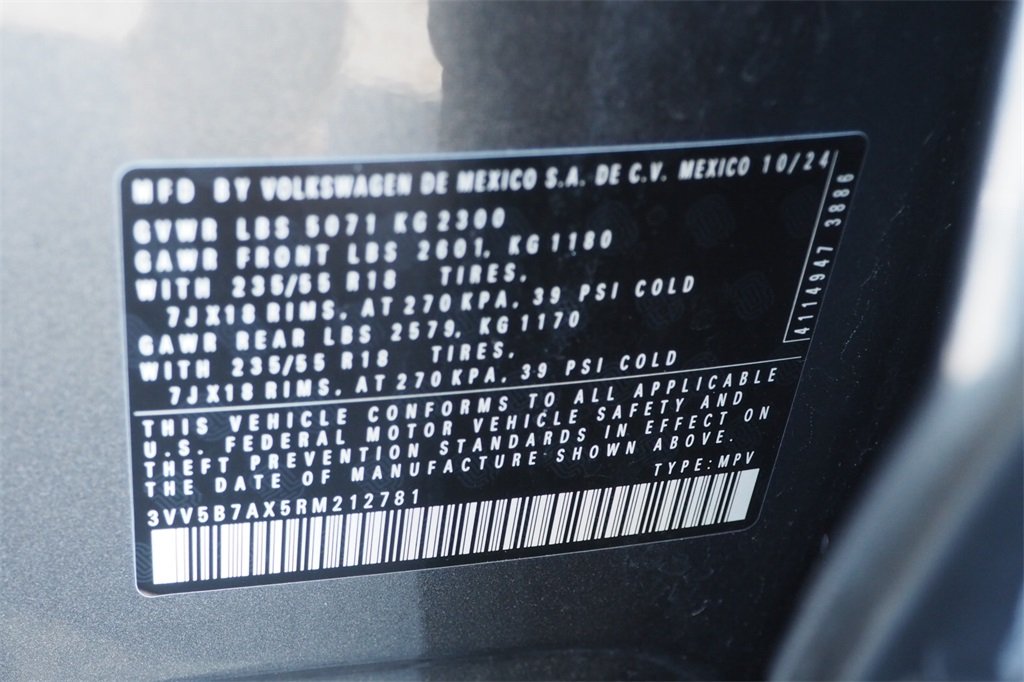 MFD BY VOLKSWAGEN DE MEXICO S.A. DE C.V. MEXICO 10/24
GVWR LBS 5071 KG 2300
GAWR FRONT LBS 2601, KG 1180
WITH 235/55 R18 TIRES,
7JX18 RIMS, AT 270 KPA, 39 PSI COLD
GAWR REAR LBS 2579, KG 1170
WITH 235/55 R18 TIRES,
7JX18 RIMS, AT 270 KPA, 39 PSI COLD
4114947 3886
THIS VEHICLE CONFORMS TO ALL APPLICABLE
U.S. FEDERAL MOTOR VEHICLE SAFETY AND
THEFT PREVENTION STANDARDS IN EFFECT ON
THE DATE OF MANUFACTURE SHOWN ABOVE.
TYPE: MPV
3VV5B7AX5RM212781